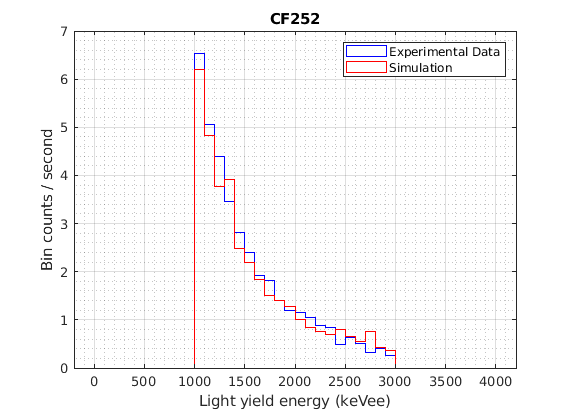 CF252
Experimental Data
Simulation
7
6
5
4
3
2
1
0
Bin counts / second
0 500 1000 1500 2000 2500 3000 3500 4000
Light yield energy (keVee)